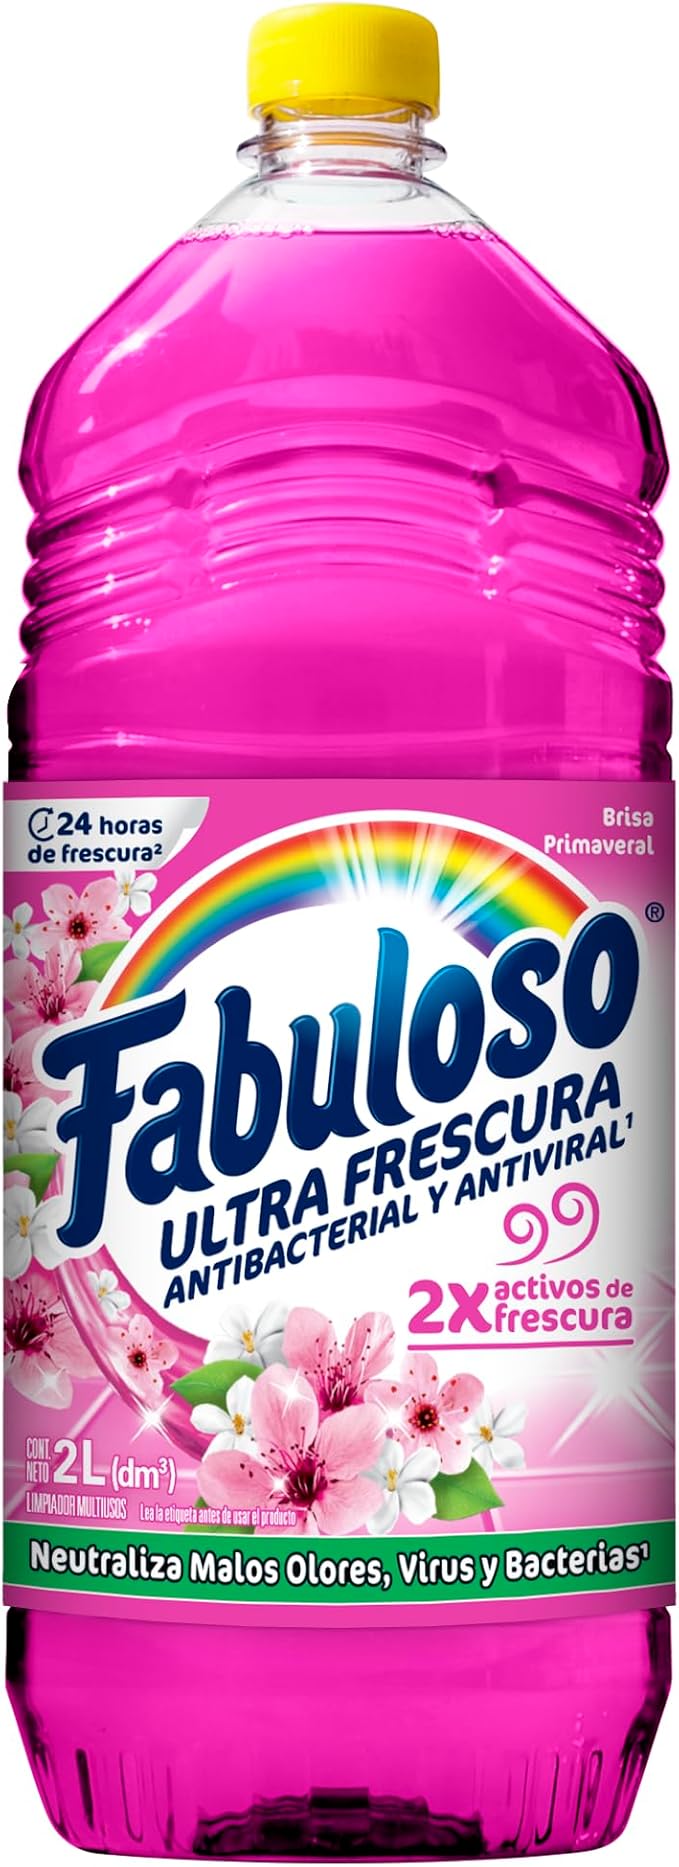 24 horas
de frescura²
Brisa
Primaveral
Fabuloso®
ULTRA FRESCURA
ANTIBACTERIAL Y ANTIVIRAL¹
2X activos de
frescura
CONT.
NETO 2L (dm³)
LIMPIADOR MULTIUSOS Lea la etiqueta antes de usar el producto
Neutraliza Malos Olores, Virus y Bacterias¹